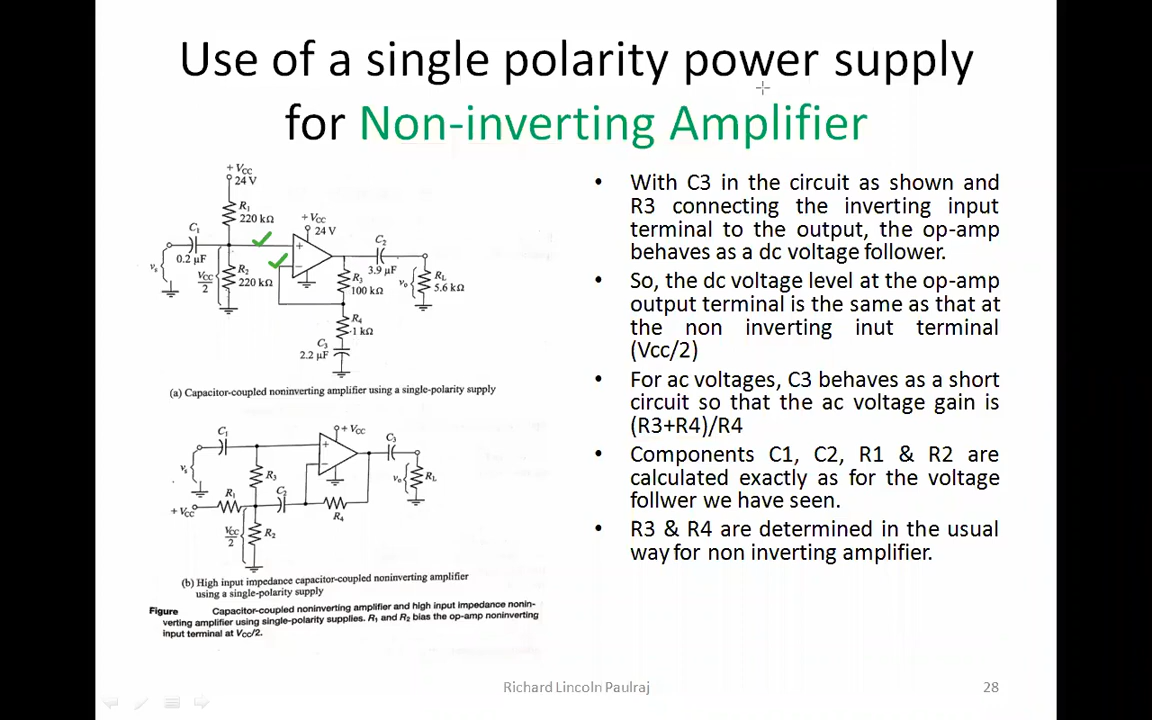 Use of a single polarity power supply
for Non-inverting Amplifier
+ Vcc
24 V
R1
220 kΩ
+ Vcc
24 V
C1
C2
0.2 μF
+
−
vs
Vcc
2
R2
220 kΩ
3.9 μF
R3
100 kΩ
vo
RL
5.6 kΩ
R4
1 kΩ
C3
2.2 μF
(a) Capacitor-coupled noninverting amplifier using a single-polarity supply
C1
+ Vcc
C3
+
−
vs
R3
vo
RL
R1
C2
+ Vcc
R4
Vcc
2
R2
(b) High input impedance capacitor-coupled noninverting amplifier
using a single-polarity supply
Figure Capacitor-coupled noninverting amplifier and high input impedance nonin-
verting amplifier using single-polarity supplies. R1 and R2 bias the op-amp noninverting
input terminal at Vcc/2.
• With C3 in the circuit as shown and
R3 connecting the inverting input
terminal to the output, the op-amp
behaves as a dc voltage follower.
• So, the dc voltage level at the op-amp
output terminal is the same as that at
the non inverting inut terminal
(Vcc/2)
• For ac voltages, C3 behaves as a short
circuit so that the ac voltage gain is
(R3+R4)/R4
• Components C1, C2, R1 & R2 are
calculated exactly as for the voltage
follwer we have seen.
• R3 & R4 are determined in the usual
way for non inverting amplifier.
Richard Lincoln Paulraj
28